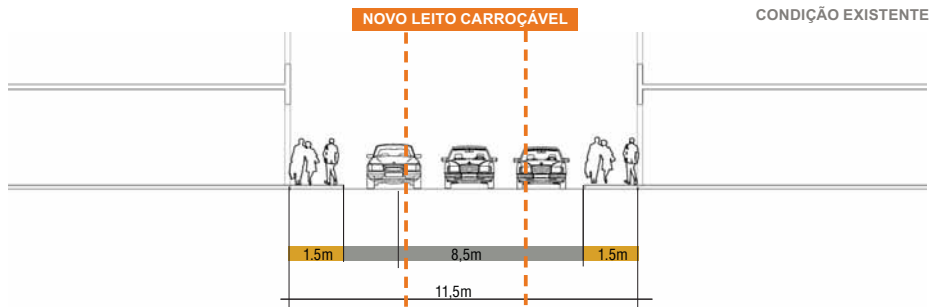 NOVO LEITO CARROÇÁVEL
CONDIÇÃO EXISTENTE
1.5m 8,5m 1.5m
11,5m